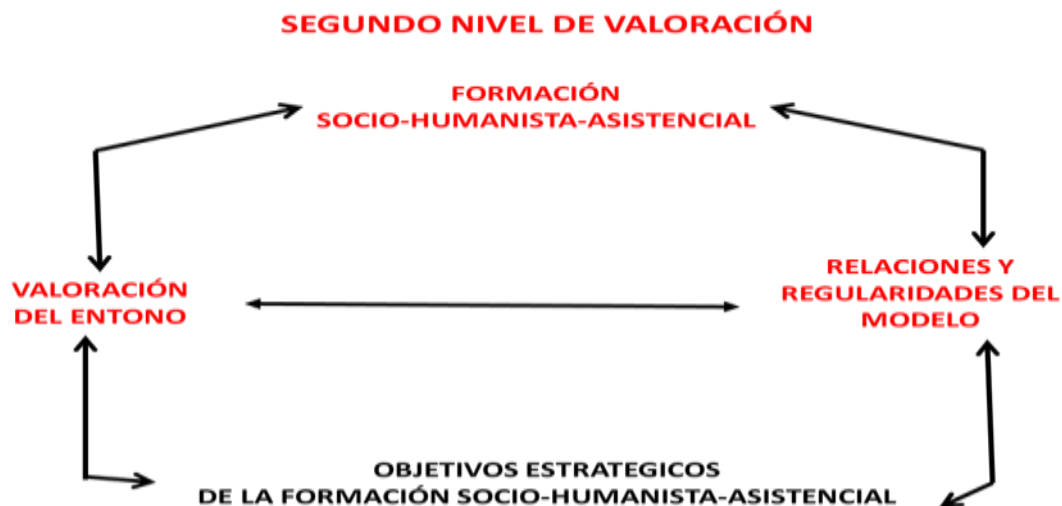 SEGUNDO NIVEL DE VALORACIÓN
FORMACIÓN
SOCIO-HUMANISTA-ASISTENCIAL
VALORACIÓN
DEL ENTONO
RELACIONES Y
REGULARIDADES DEL
MODELO
OBJETIVOS ESTRATEGICOS
DE LA FORMACIÓN SOCIO-HUMANISTA-ASISTENCIAL